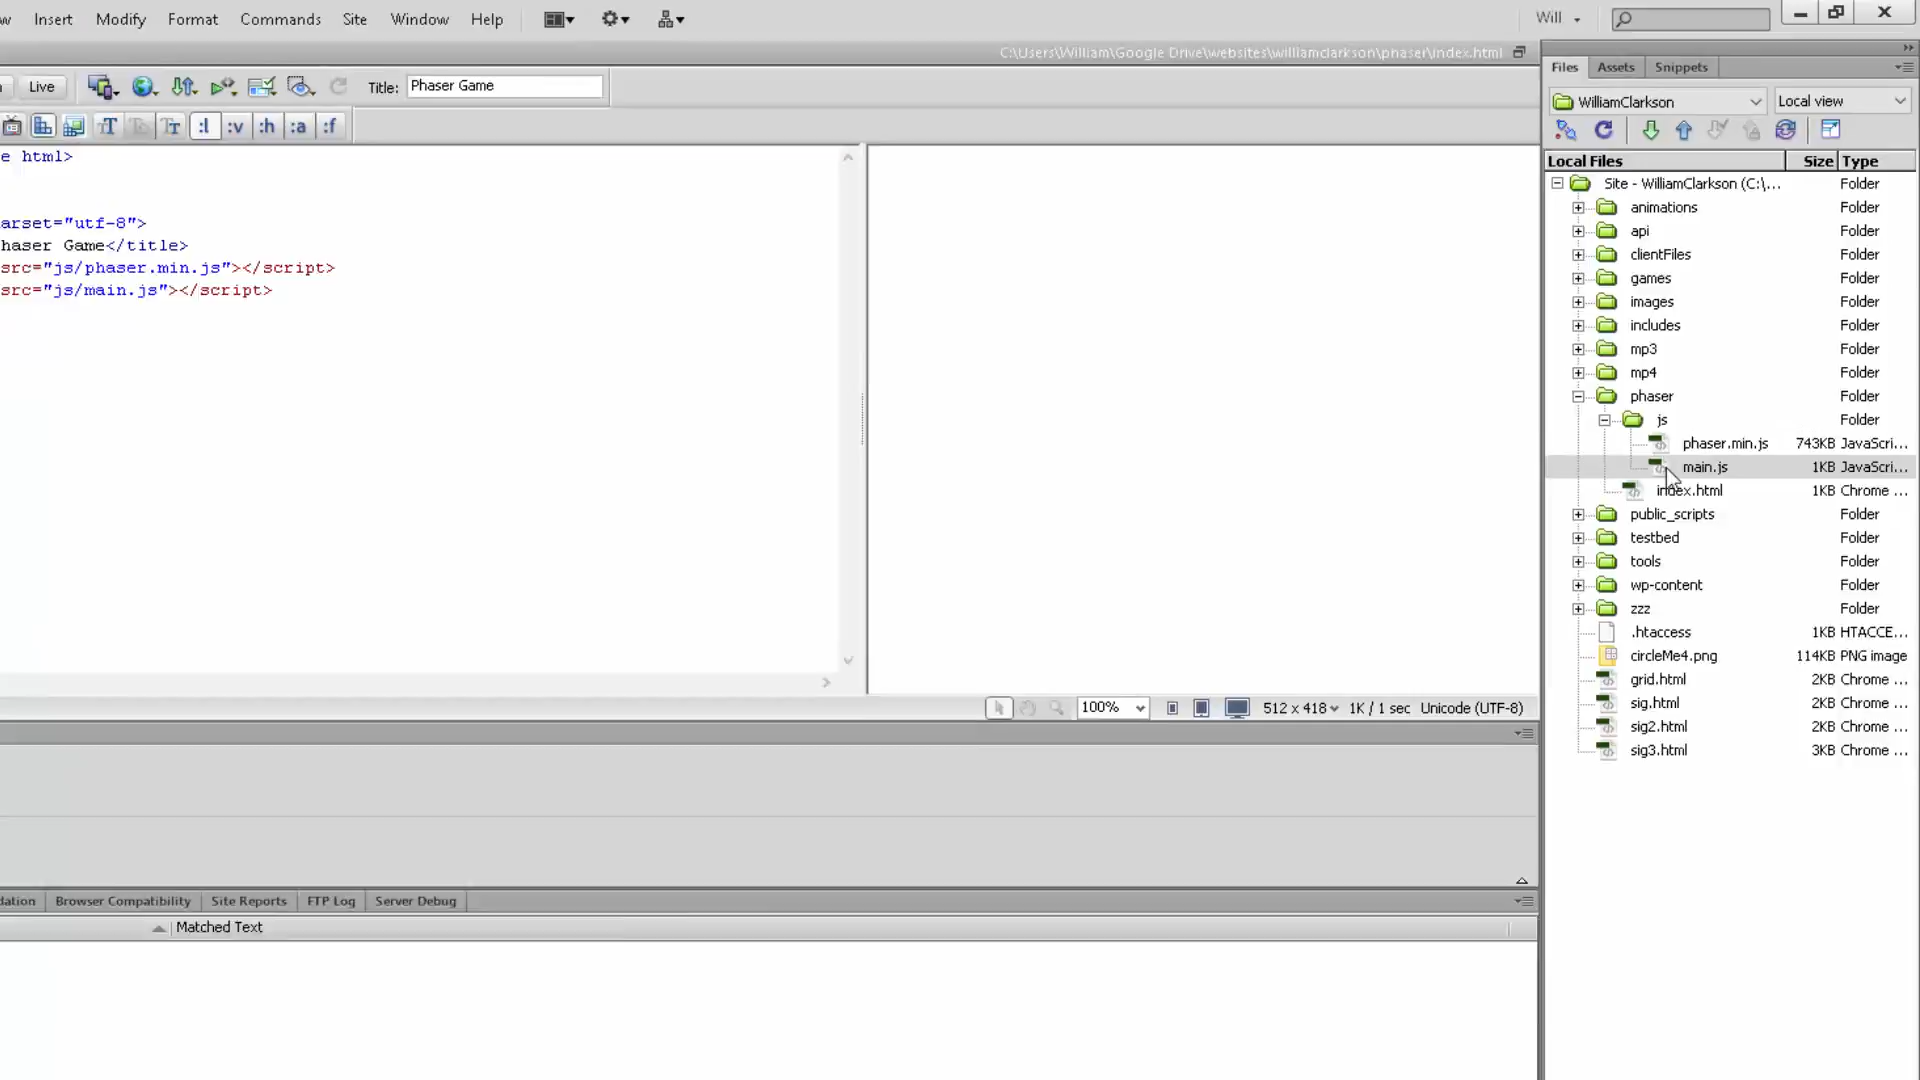 w Insert Modify Format Commands Site Window Help Will
C:\Users\William\Google Drive\websites\williamclarkson\phaser\index.html
Files Assets Snippets
Live Title: Phaser Game
WilliamClarkson Local view
:l :v :h :a :f
e html>
Local Files Size Type
Site - WilliamClarkson (C:\... Folder
animations Folder
arset="utf-8">
api Folder
haser Game</title>
clientFiles Folder
src="js/phaser.min.js"></script>
games Folder
src="js/main.js"></script>
images Folder
includes Folder
mp3 Folder
mp4 Folder
phaser Folder
js Folder
phaser.min.js 743KB JavaScri...
main.js 1KB JavaScri...
index.html 1KB Chrome ...
public_scripts Folder
testbed Folder
tools Folder
wp-content Folder
zzz Folder
.htaccess 1KB HTACCE...
circleMe4.png 114KB PNG image
grid.html 2KB Chrome ...
sig.html 2KB Chrome ...
100% 512 x 418 1K / 1 sec Unicode (UTF-8)
sig2.html 2KB Chrome ...
sig3.html 3KB Chrome ...
dation Browser Compatibility Site Reports FTP Log Server Debug
Matched Text